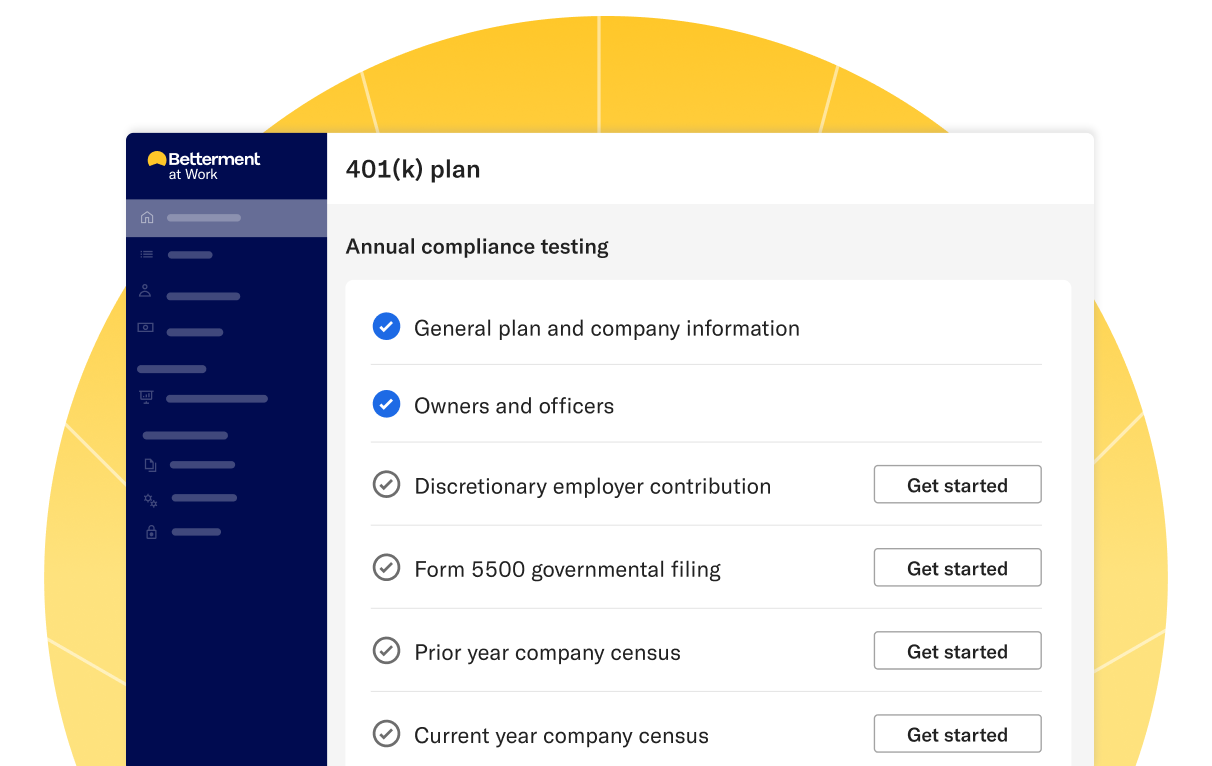 Betterment
at Work
401(k) plan
Annual compliance testing
General plan and company information
Owners and officers
Discretionary employer contribution
Get started
Form 5500 governmental filing
Get started
Prior year company census
Get started
Current year company census
Get started